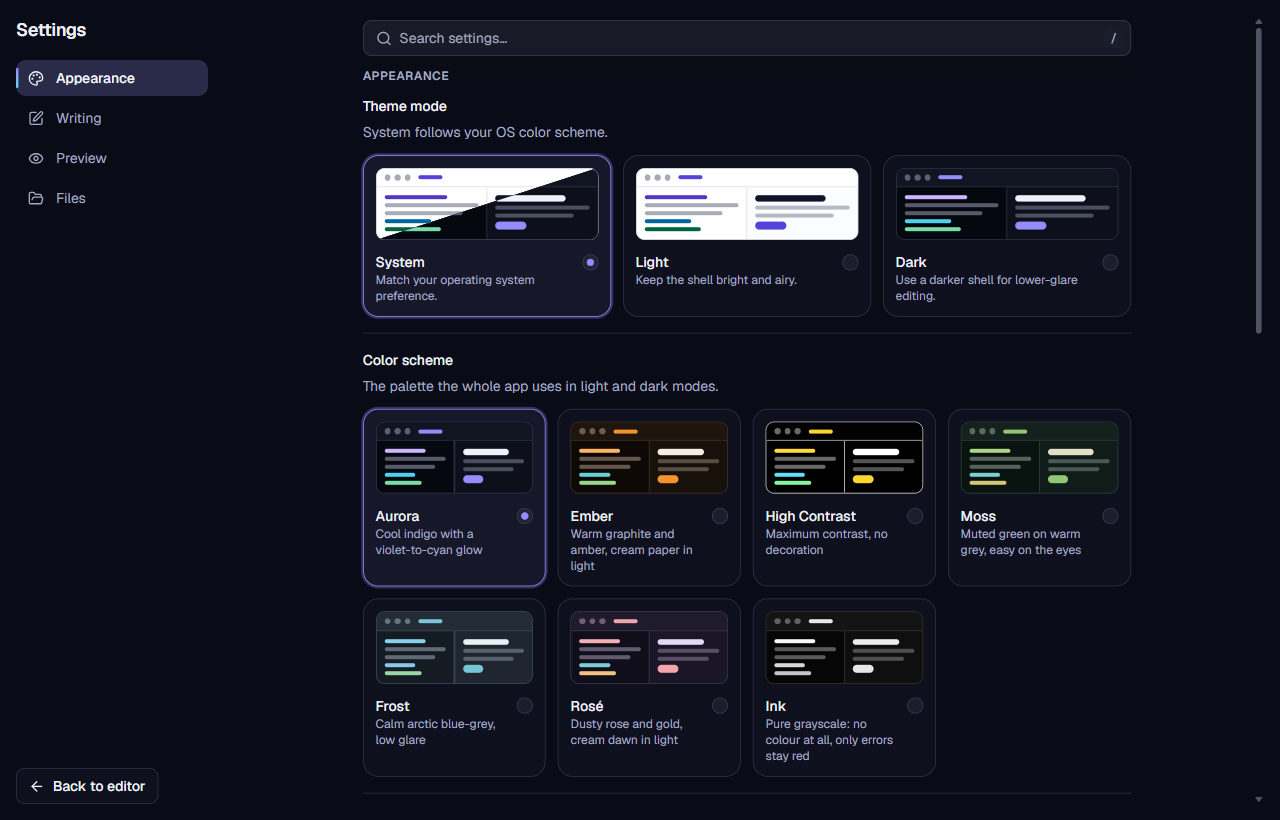 Settings
Appearance
Writing
Preview
Files
Back to editor
Search settings...
/
APPEARANCE
Theme mode
System follows your OS color scheme.
System
Match your operating system
preference.
Light
Keep the shell bright and airy.
Dark
Use a darker shell for lower-glare
editing.
Color scheme
The palette the whole app uses in light and dark modes.
Aurora
Cool indigo with a
violet-to-cyan glow
Ember
Warm graphite and
amber, cream paper in
light
High Contrast
Maximum contrast, no
decoration
Moss
Muted green on warm
grey, easy on the eyes
Frost
Calm arctic blue-grey,
low glare
Rosé
Dusty rose and gold,
cream dawn in light
Ink
Pure grayscale: no
colour at all, only errors
stay red